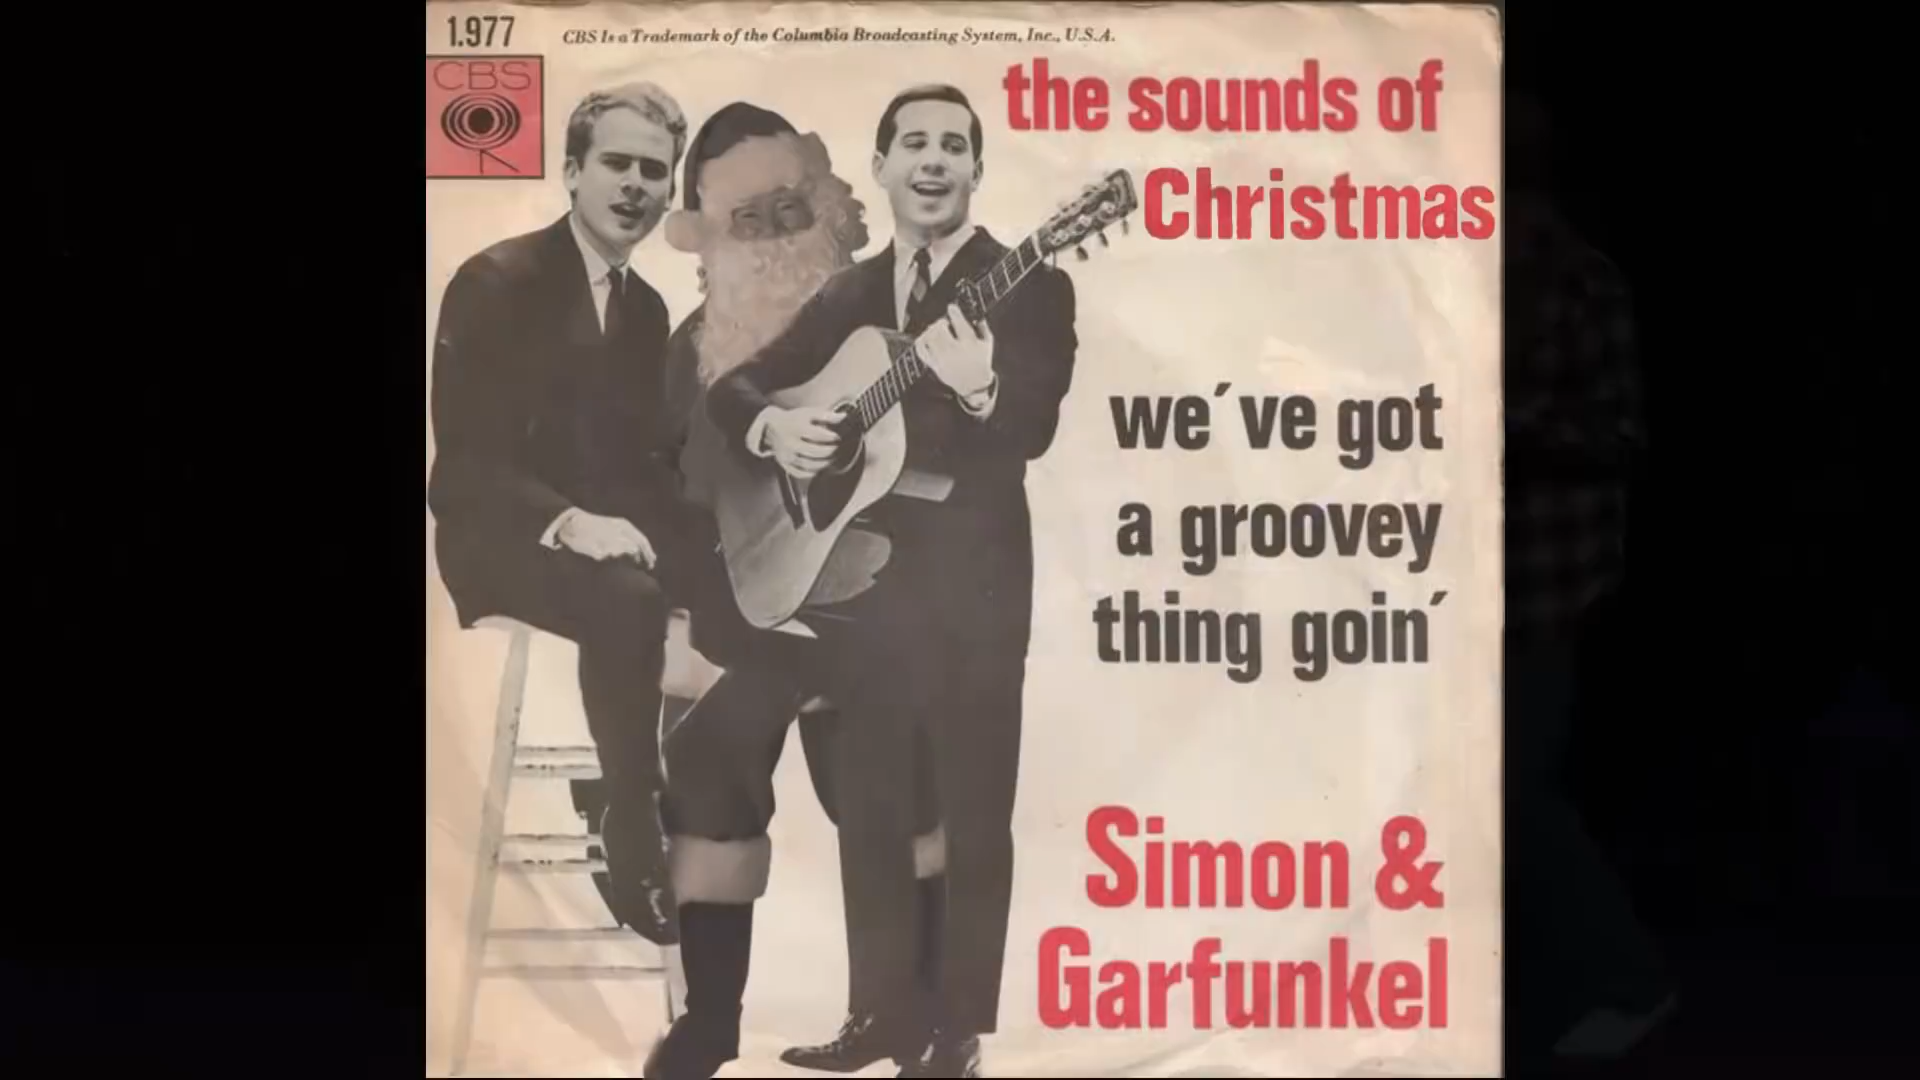 1.977
CBS Is a Trademark of the Columbia Broadcasting System, Inc., U.S.A.
CBS
the sounds of
Christmas
we´ve got
a groovey
thing goin´
Simon &
Garfunkel